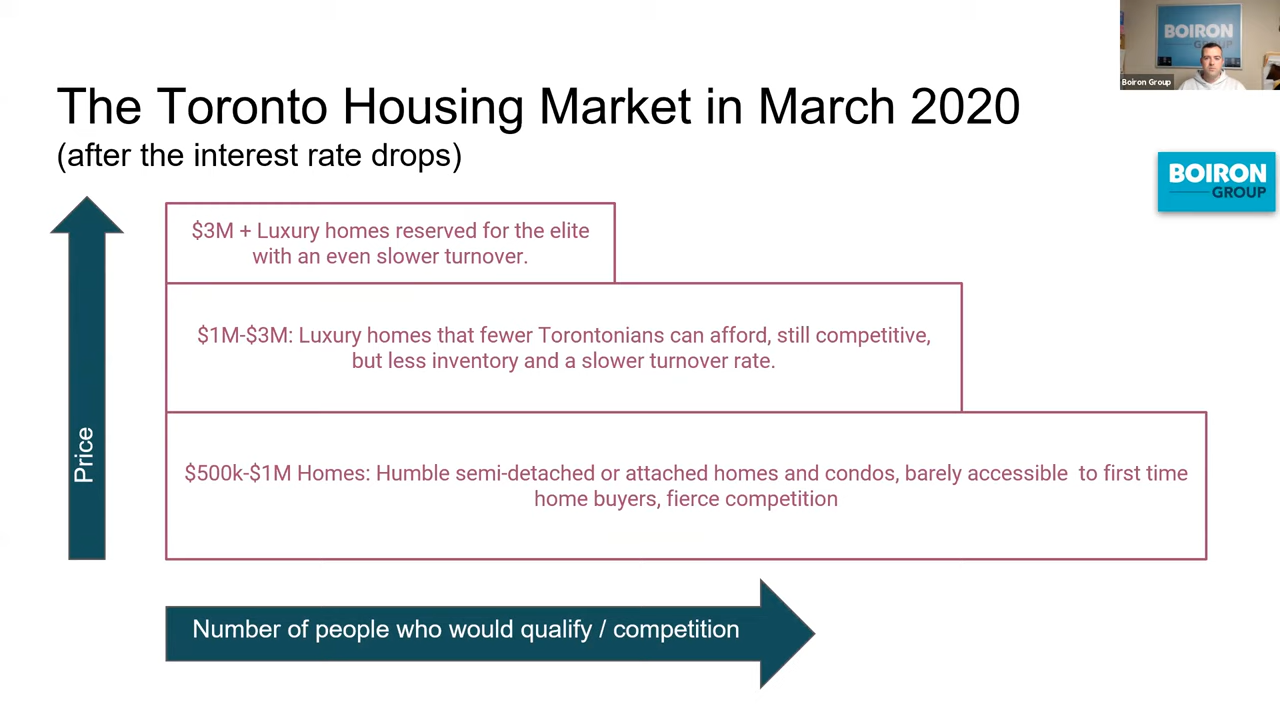 BOIRON
GROUP
Boiron Group
The Toronto Housing Market in March 2020
(after the interest rate drops)
BOIRON
GROUP
$3M + Luxury homes reserved for the elite
with an even slower turnover.
$1M-$3M: Luxury homes that fewer Torontonians can afford, still competitive,
but less inventory and a slower turnover rate.
Price
$500k-$1M Homes: Humble semi-detached or attached homes and condos, barely accessible  to first time
home buyers, fierce competition
Number of people who would qualify / competition